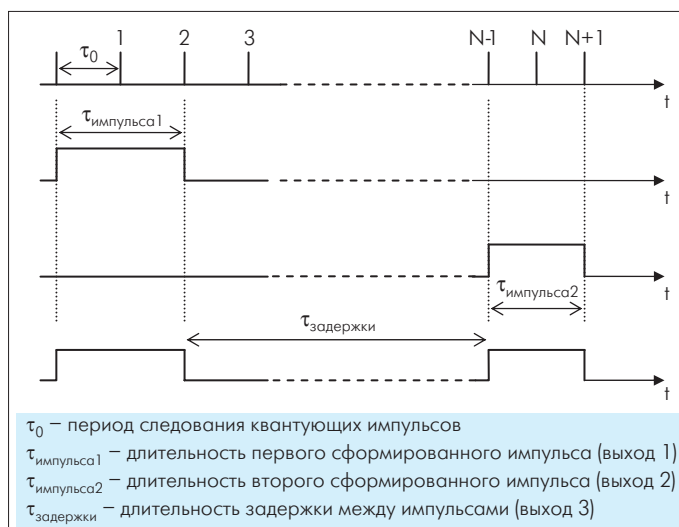 1 2 3 N-1 N N+1
τ0
t
τимпульса1
t
t
τимпульса2
τзадержки
t
τ0 – период следования квантующих импульсов
τимпульса1 – длительность первого сформированного импульса (выход 1)
τимпульса2 – длительность второго сформированного импульса (выход 2)
τзадержки – длительность задержки между импульсами (выход 3)